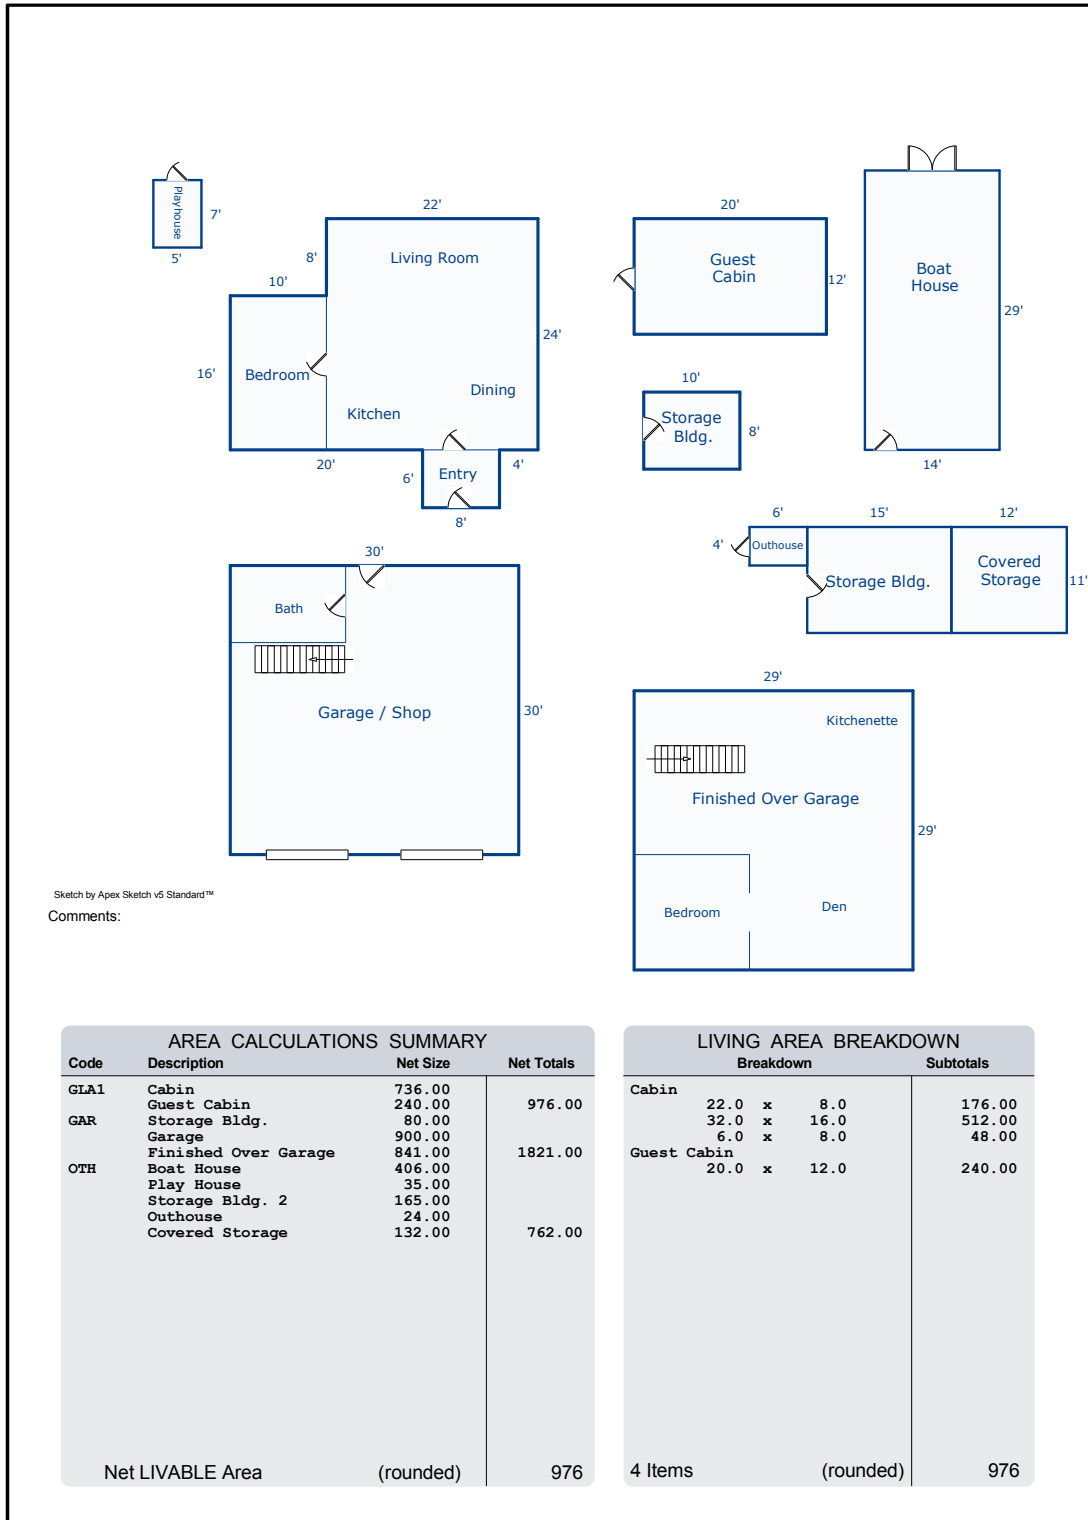 Playhouse
7'
5'
22'
8'
Living Room
10'
24'
16'
Bedroom
Dining
Kitchen
20'
6'
Entry
4'
8'
20'
Guest
Cabin
12'
Boat
House
29'
14'
10'
Storage
Bldg.
8'
6'
15'
12'
4'
Outhouse
Storage Bldg.
Covered
Storage
11'
30'
Bath
Garage / Shop
30'
29'
Kitchenette
Finished Over Garage
29'
Bedroom
Den
Sketch by Apex Sketch v5 Standard™
Comments:
AREA CALCULATIONS SUMMARY
Code Description Net Size Net Totals
GLA1 Cabin 736.00
Guest Cabin 240.00 976.00
GAR Storage Bldg. 80.00
Garage 900.00
Finished Over Garage 841.00 1821.00
OTH Boat House 406.00
Play House 35.00
Storage Bldg. 2 165.00
Outhouse 24.00
Covered Storage 132.00 762.00
Net LIVABLE Area (rounded) 976
LIVING AREA BREAKDOWN
Breakdown Subtotals
Cabin
22.0 x 8.0 176.00
32.0 x 16.0 512.00
6.0 x 8.0 48.00
Guest Cabin
20.0 x 12.0 240.00
4 Items (rounded) 976